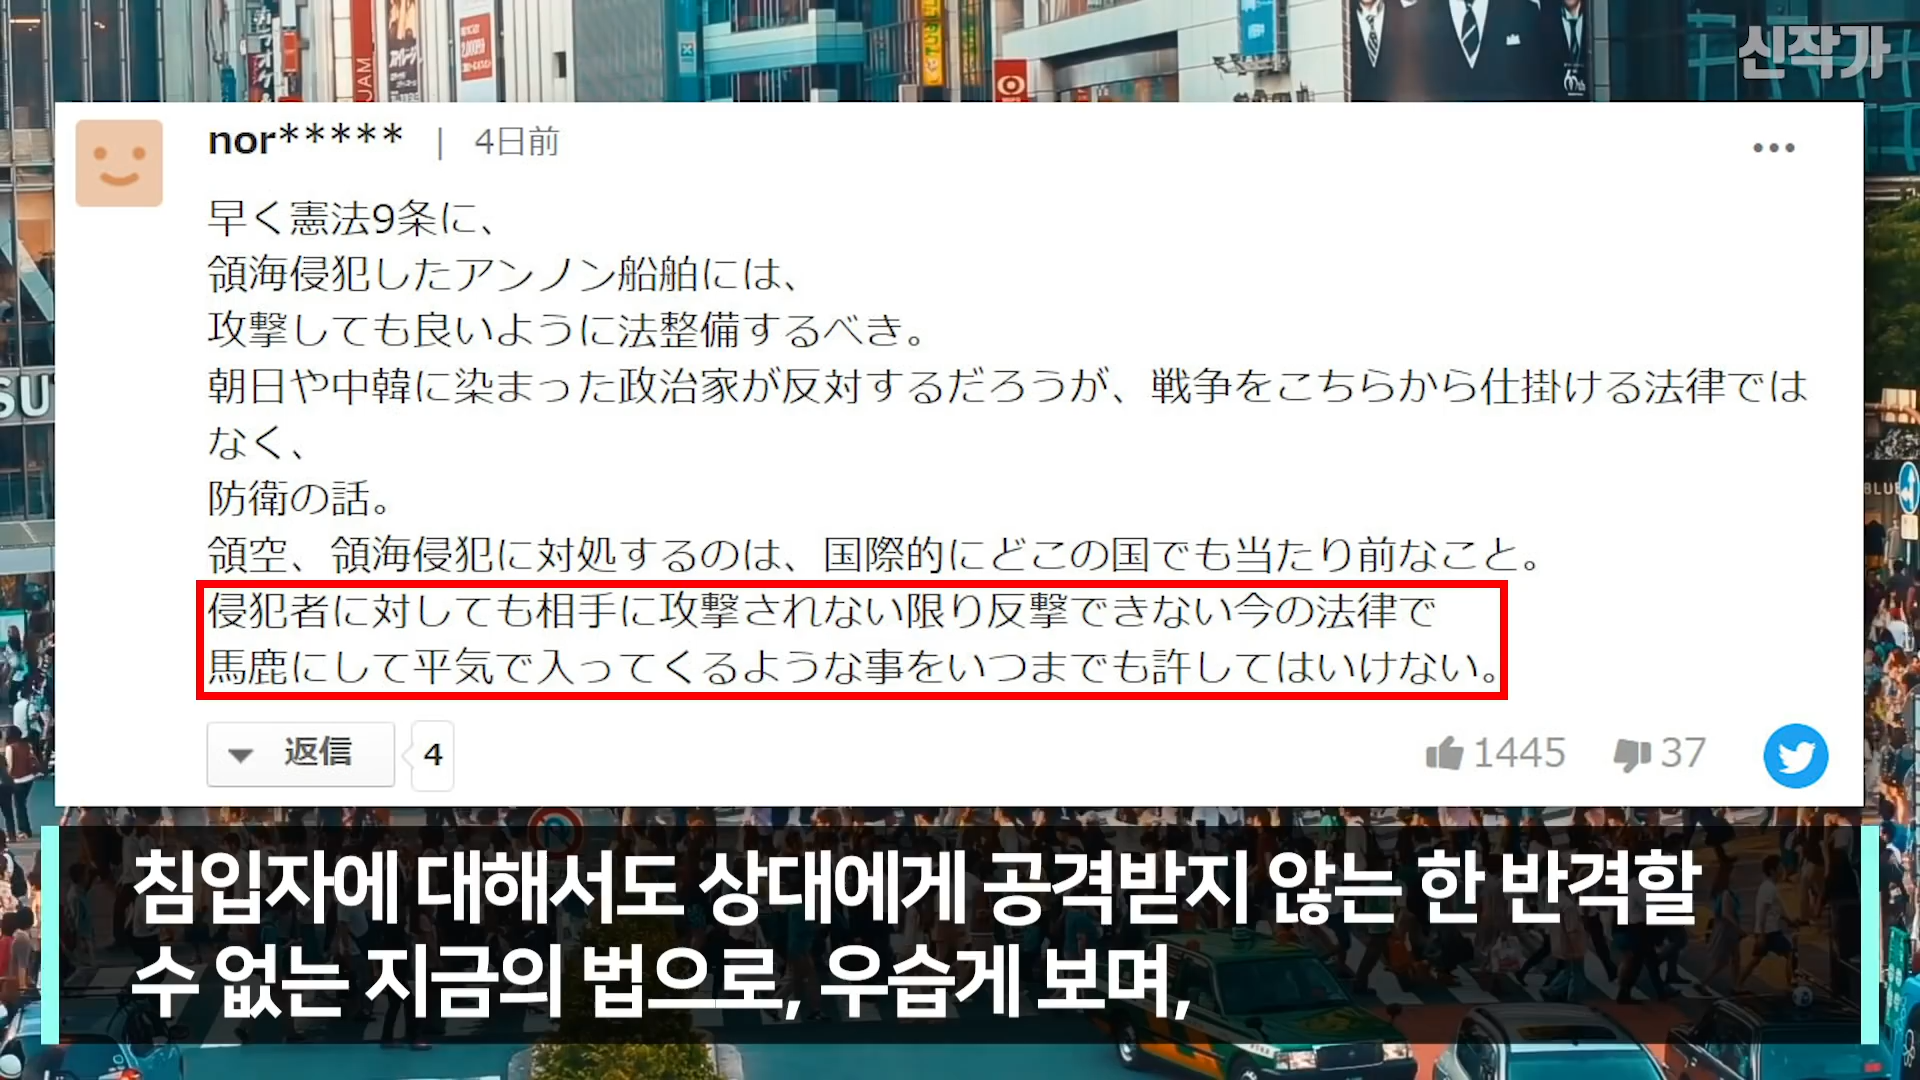 신작가
nor***** | 4日前
早く憲法9条に、
領海侵犯したアンノン船舶には、
攻撃しても良いように法整備するべき。
朝日や中韓に染まった政治家が反対するだろうが、戦争をこちらから仕掛ける法律では
なく、
防衛の話。
領空、領海侵犯に対処するのは、国際的にどこの国でも当たり前なこと。
侵犯者に対しても相手に攻撃されない限り反撃できない今の法律で
馬鹿にして平気で入ってくるような事をいつまでも許してはいけない。
返信 4
1445 37
침입자에 대해서도 상대에게 공격받지 않는 한 반격할
수 없는 지금의 법으로, 우습게 보며,